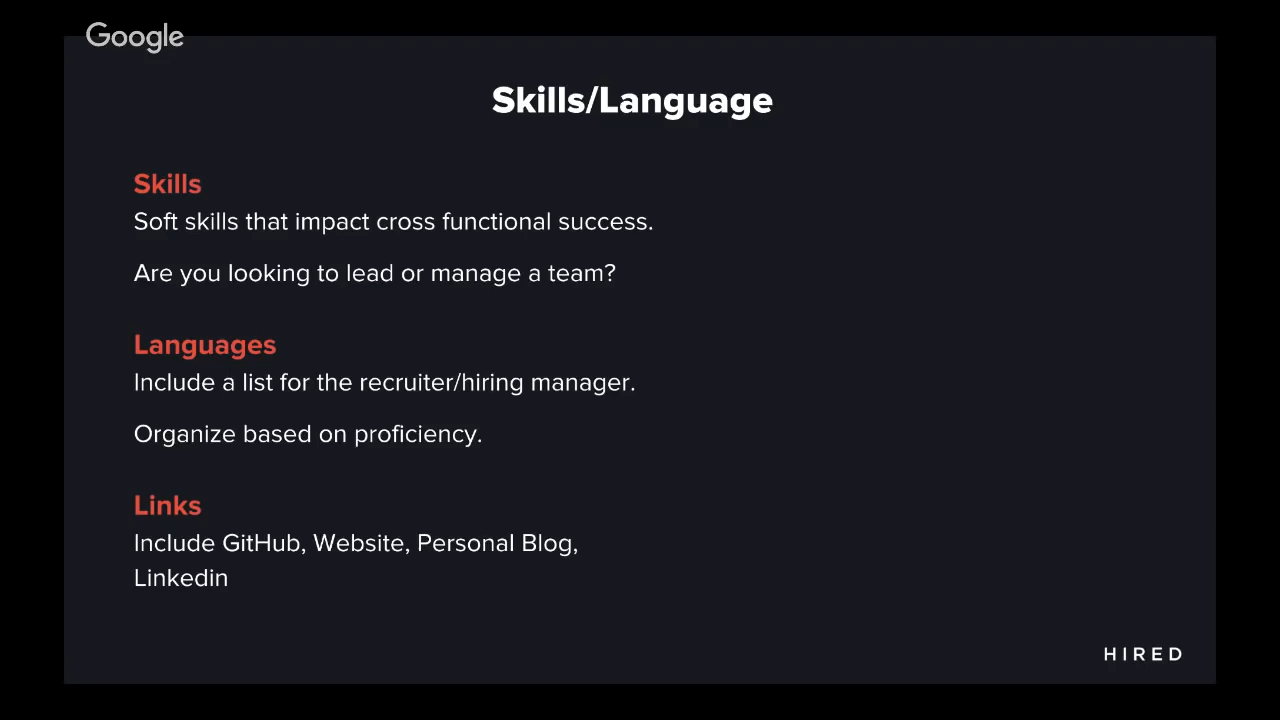 Google
Skills/Language
Skills
Soft skills that impact cross functional success.
Are you looking to lead or manage a team?
Languages
Include a list for the recruiter/hiring manager.
Organize based on proficiency.
Links
Include GitHub, Website, Personal Blog,
Linkedin
HIRED